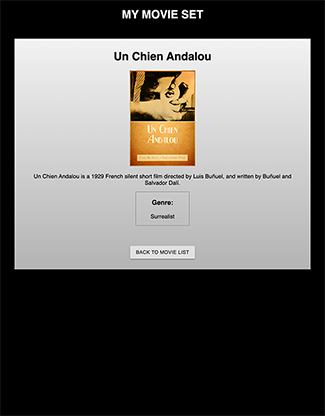 MY MOVIE SET
Un Chien Andalou
UN CHIEN
ANDALOU
Un Chien Andalou is a 1929 French silent short film directed by Luis Buñuel, and written by Buñuel and
Salvador Dalí.
Genre:
Surrealist
BACK TO MOVIE LIST